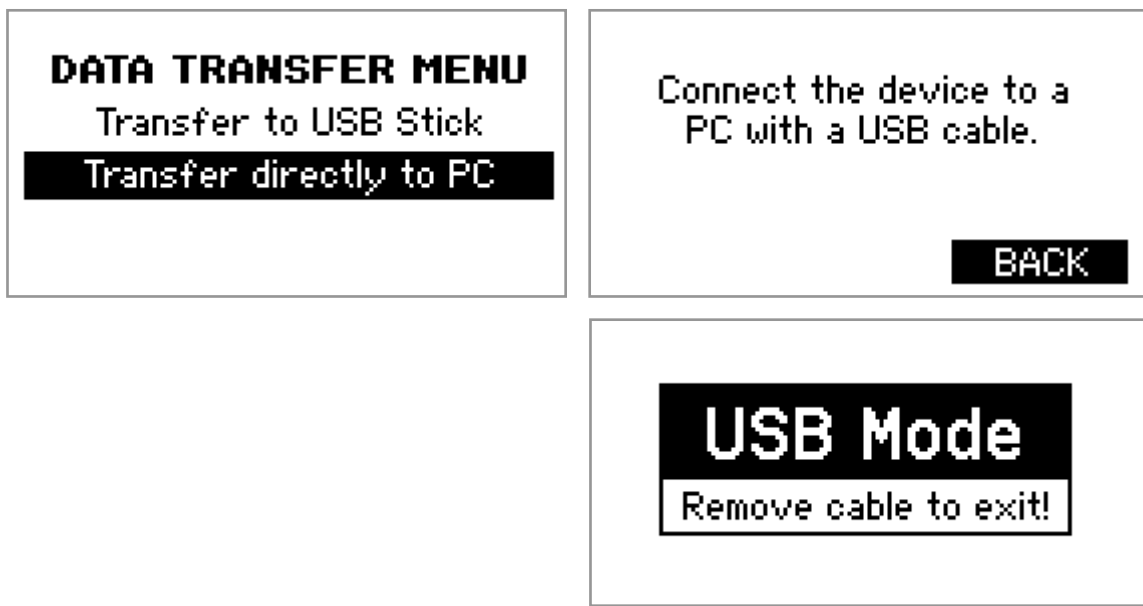 DATA TRANSFER MENU
Transfer to USB Stick
Transfer directly to PC
Connect the device to a
PC with a USB cable.
BACK
USB Mode
Remove cable to exit!